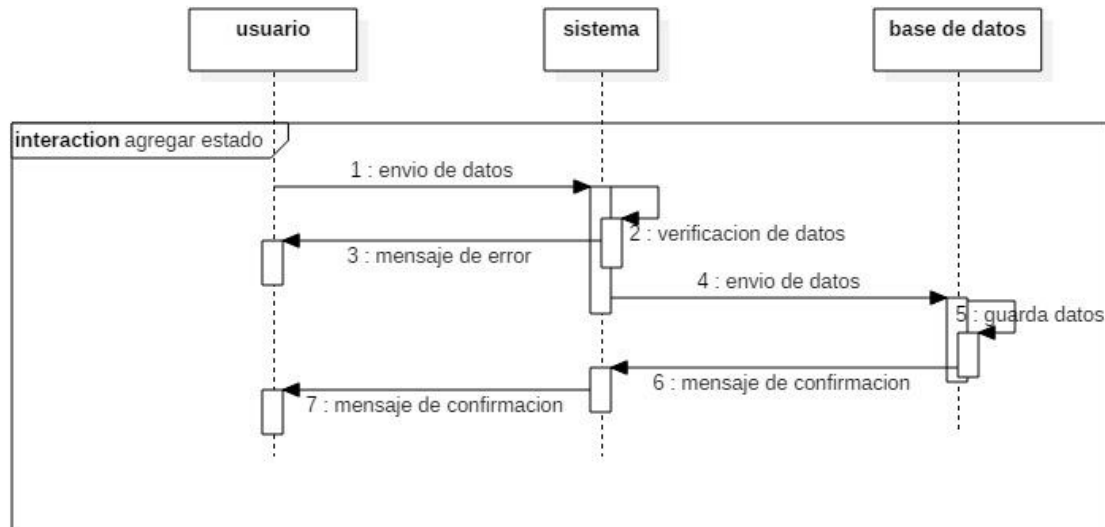 usuario
sistema
base de datos
interaction agregar estado
1 : envio de datos
2 : verificacion de datos
3 : mensaje de error
4 : envio de datos
5 : guarda datos
6 : mensaje de confirmacion
7 : mensaje de confirmacion